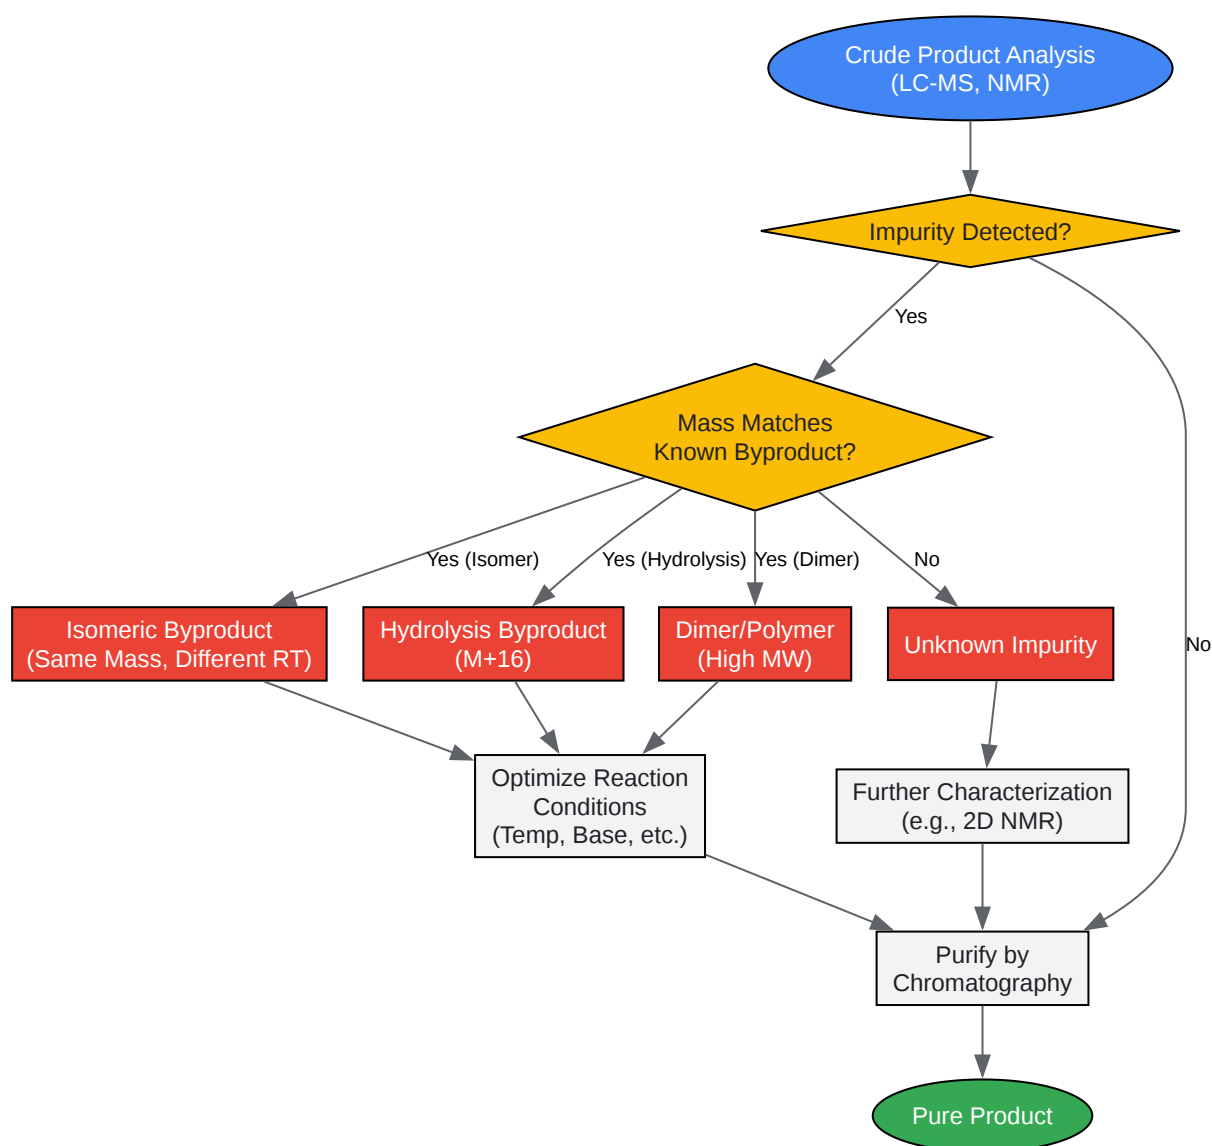 Crude Product Analysis
(LC-MS, NMR)
Impurity Detected?
Yes
Mass Matches
Known Byproduct?
Yes (Isomer)
Yes (Hydrolysis)
Yes (Dimer)
No
Isomeric Byproduct
(Same Mass, Different RT)
Hydrolysis Byproduct
(M+16)
Dimer/Polymer
(High MW)
Unknown Impurity
No
Optimize Reaction
Conditions
(Temp, Base, etc.)
Further Characterization
(e.g., 2D NMR)
Purify by
Chromatography
Pure Product